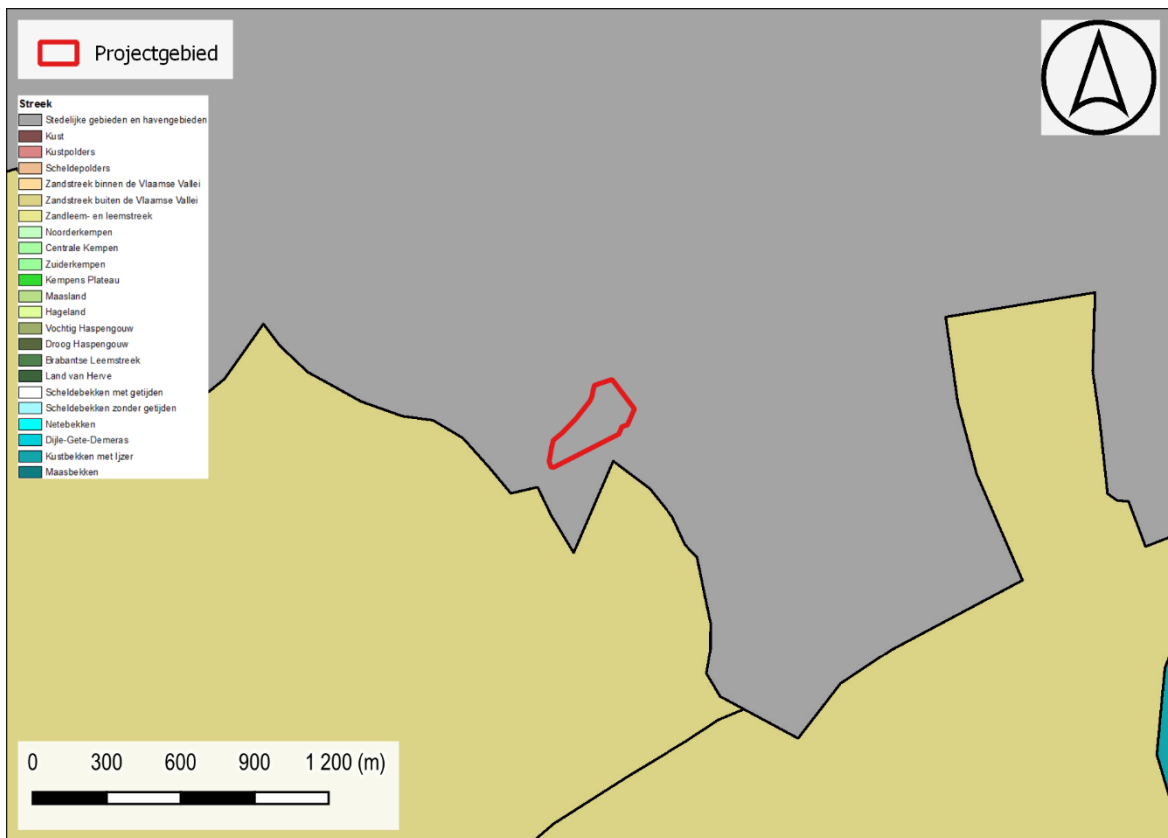 Projectgebied
Streek
Stedelijke gebieden en havengebieden
Kust
Kustpolders
Scheldepolders
Zandstreek binnen de Vlaamse Vallei
Zandstreek buiten de Vlaamse Vallei
Zandleem- en leemstreek
Noorderkempen
Centrale Kempen
Zuiderkempen
Kempens Plateau
Maasland
Hageland
Vochtig Haspengouw
Droog Haspengouw
Brabantse Leemstreek
Land van Herve
Scheldebekken met getijden
Scheldebekken zonder getijden
Netebekken
Dijle-Gete-Demeras
Kustbekken met Ijzer
Maasbekken
0 300 600 900 1 200 (m)